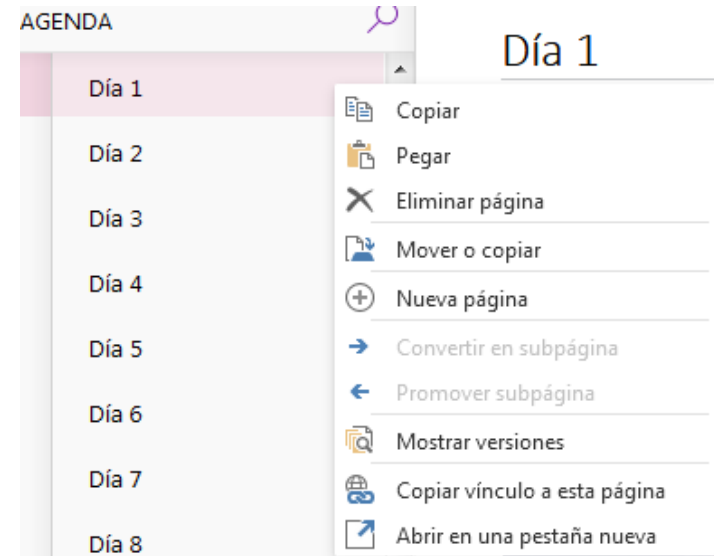 AGENDA
Día 1
Día 2
Día 3
Día 4
Día 5
Día 6
Día 7
Día 8
Día 1
Copiar
Pegar
Eliminar página
Mover o copiar
Nueva página
Convertir en subpágina
Promover subpágina
Mostrar versiones
Copiar vínculo a esta página
Abrir en una pestaña nueva